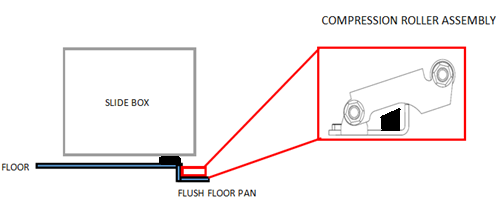 COMPRESSION ROLLER ASSEMBLY
SLIDE BOX
FLOOR
FLUSH FLOOR PAN